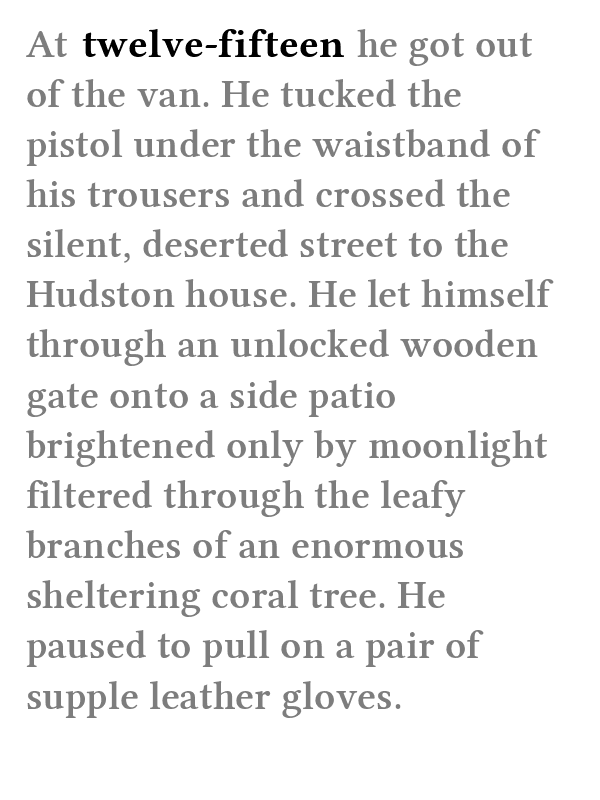 At twelve-fifteen he got out
of the van. He tucked the
pistol under the waistband of
his trousers and crossed the
silent, deserted street to the
Hudston house. He let himself
through an unlocked wooden
gate onto a side patio
brightened only by moonlight
filtered through the leafy
branches of an enormous
sheltering coral tree. He
paused to pull on a pair of
supple leather gloves.